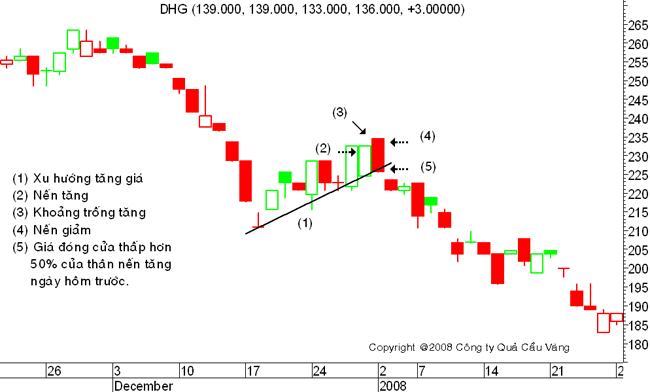 DHG (139.000, 139.000, 133.000, 136.000, +3.00000)
265
260
255
250
245
240
235
230
225
220
215
210
205
200
195
190
185
180
(3)
(4)
(2)
(5)
(1)
(1) Xu hướng tăng giá
(2) Nến tăng
(3) Khoảng trống tăng
(4) Nến giảm
(5) Giá đóng cửa thấp hơn
50% của thân nến tăng
ngày hôm trước.
Copyright @2008 Công ty Quả Cầu Vàng
26 3 10 17 24 2 7 14 21 2
December 2008